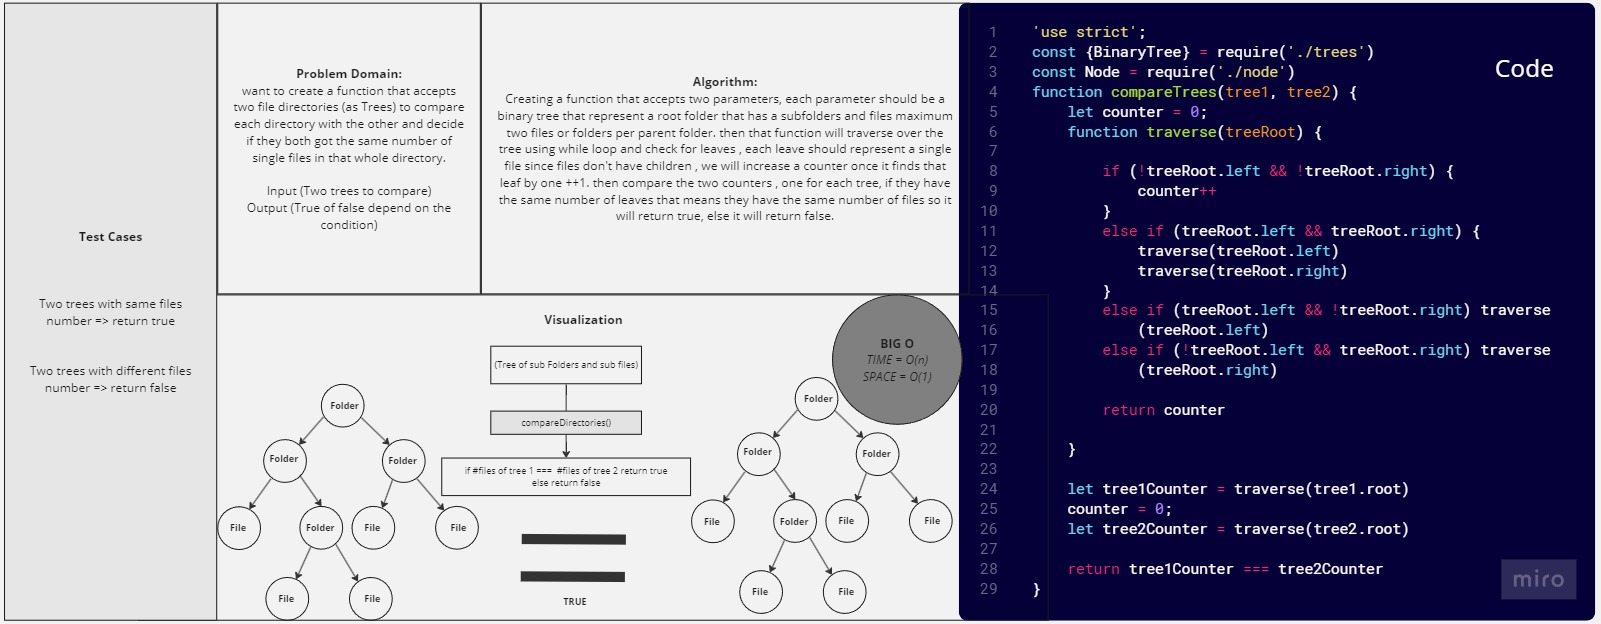 Test Cases
Two trees with same files
number => return true
Two trees with different files
number => return false
Problem Domain:
want to create a function that accepts
two file directories (as Trees) to compare
each directory with the other and decide
if they both got the same number of
single files in that whole directory.
Input (Two trees to compare)
Output (True of false depend on the
condition)
Algorithm:
Creating a function that accepts two parameters, each parameter should be a
binary tree that represent a root folder that has a subfolders and files maximum
two files or folders per parent folder. then that function will traverse over the
tree using while loop and check for leaves , each leave should represent a single
file since files don't have children , we will increase a counter once it finds that
leaf by one ++1. then compare the two counters , one for each tree, if they have
the same number of leaves that means they have the same number of files so it
will return true, else it will return false.
Visualization
(Tree of sub Folders and sub files)
compareDirectories()
if #files of tree 1 === #files of tree 2 return true
else return false
TRUE
Folder
Folder
Folder
File
Folder
File
File
File
File
Folder
Folder
Folder
File
Folder
File
File
File
File
BIG O
TIME = O(n)
SPACE = O(1)
Code
1 'use strict';
2 const {BinaryTree} = require('./trees')
3 const Node = require('./node')
4 function compareTrees(tree1, tree2) {
5 let counter = 0;
6 function traverse(treeRoot) {
7
8 if (!treeRoot.left && !treeRoot.right) {
9 counter++
10 }
11 else if (treeRoot.left && treeRoot.right) {
12 traverse(treeRoot.left)
13 traverse(treeRoot.right)
14 }
15 else if (treeRoot.left && !treeRoot.right) traverse
16 (treeRoot.left)
17 else if (!treeRoot.left && treeRoot.right) traverse
18 (treeRoot.right)
19
20 return counter
21
22 }
23
24 let tree1Counter = traverse(tree1.root)
25 counter = 0;
26 let tree2Counter = traverse(tree2.root)
27
28 return tree1Counter === tree2Counter
29 }
miro